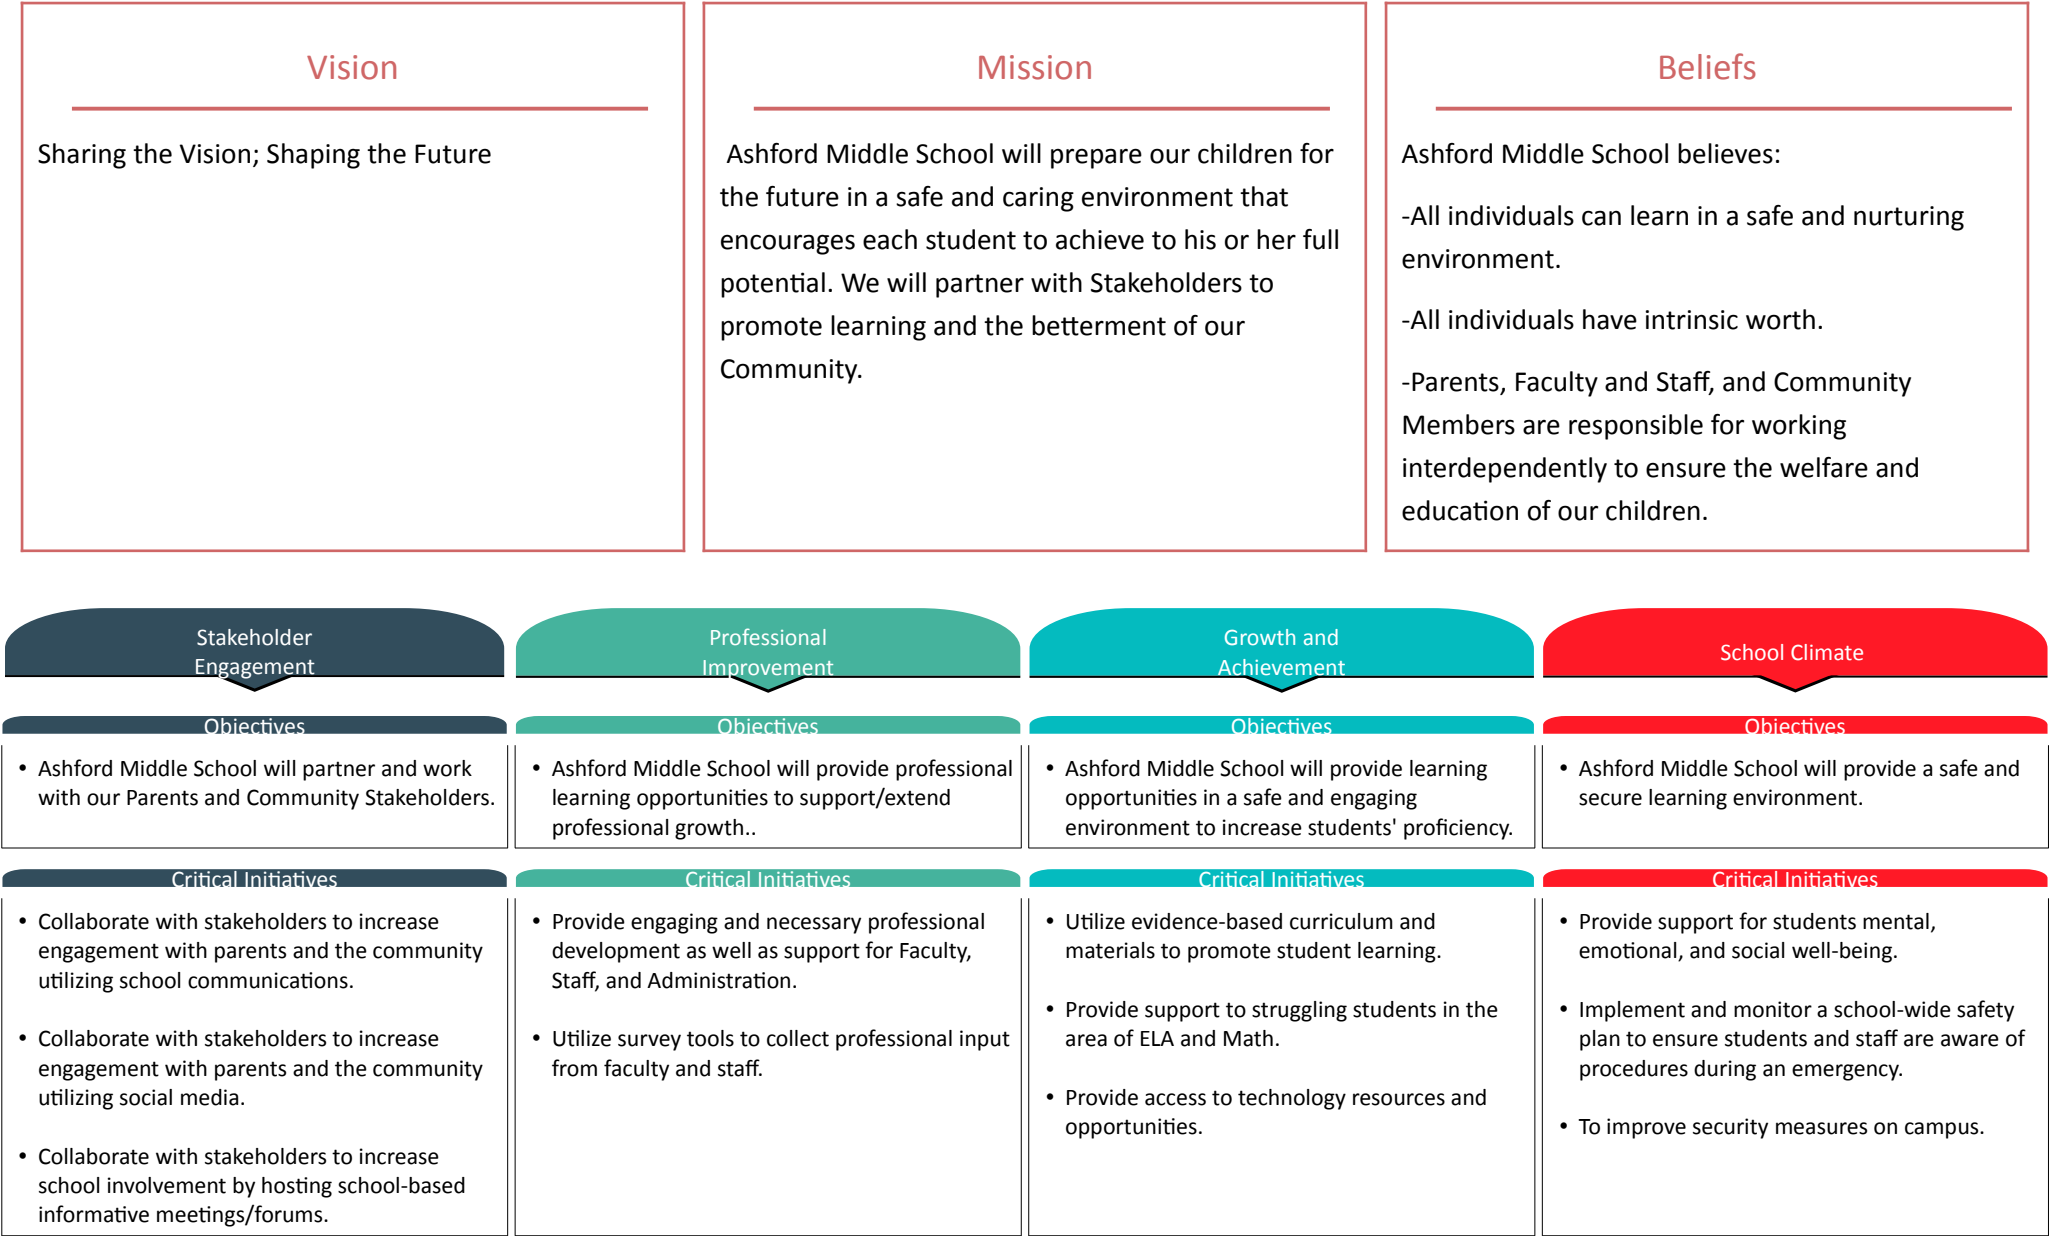 Vision
Sharing the Vision; Shaping the Future
Mission
Ashford Middle School will prepare our children for
the future in a safe and caring environment that
encourages each student to achieve to his or her full
potential. We will partner with Stakeholders to
promote learning and the betterment of our
Community.
Beliefs
Ashford Middle School believes:
-All individuals can learn in a safe and nurturing
environment.
-All individuals have intrinsic worth.
-Parents, Faculty and Staff, and Community
Members are responsible for working
interdependently to ensure the welfare and
education of our children.
Stakeholder
Engagement
Objectives
• Ashford Middle School will partner and work
with our Parents and Community Stakeholders.
Critical Initiatives
• Collaborate with stakeholders to increase
engagement with parents and the community
utilizing school communications.
• Collaborate with stakeholders to increase
engagement with parents and the community
utilizing social media.
• Collaborate with stakeholders to increase
school involvement by hosting school-based
informative meetings/forums.
Professional
Improvement
Objectives
• Ashford Middle School will provide professional
learning opportunities to support/extend
professional growth..
Critical Initiatives
• Provide engaging and necessary professional
development as well as support for Faculty,
Staff, and Administration.
• Utilize survey tools to collect professional input
from faculty and staff.
Growth and
Achievement
Objectives
• Ashford Middle School will provide learning
opportunities in a safe and engaging
environment to increase students' proficiency.
Critical Initiatives
• Utilize evidence-based curriculum and
materials to promote student learning.
• Provide support to struggling students in the
area of ELA and Math.
• Provide access to technology resources and
opportunities.
School Climate
Objectives
• Ashford Middle School will provide a safe and
secure learning environment.
Critical Initiatives
• Provide support for students mental,
emotional, and social well-being.
• Implement and monitor a school-wide safety
plan to ensure students and staff are aware of
procedures during an emergency.
• To improve security measures on campus.